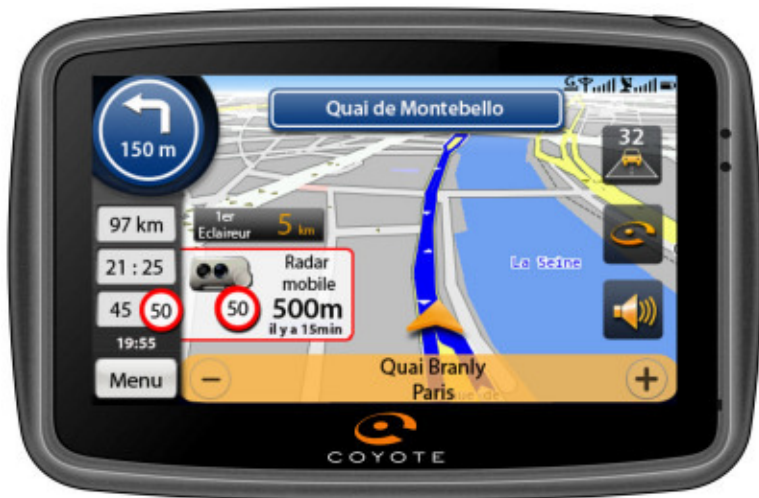 Quai de Montebello
150 m
32
97 km
1er
Eclaireur
5 km
21 : 25
Radar
mobile
45
50
50
500m
il y a 15min
La Seine
19:55
Menu
−
Quai Branly
Paris
+
COYOTE